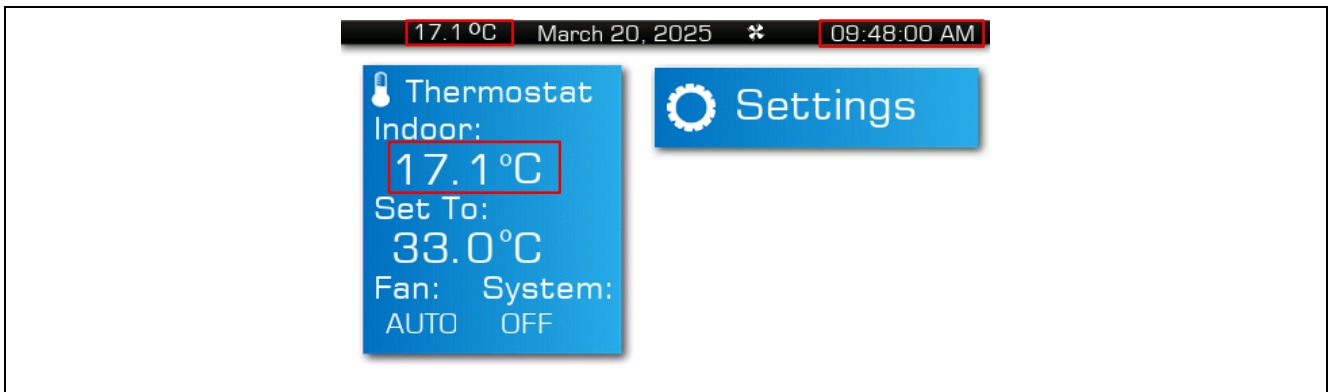 17.1 ºC March 20, 2025 09:48:00 AM
Thermostat
Indoor:
17.1°C
Set To:
33.0°C
Fan: System:
AUTO OFF
Settings